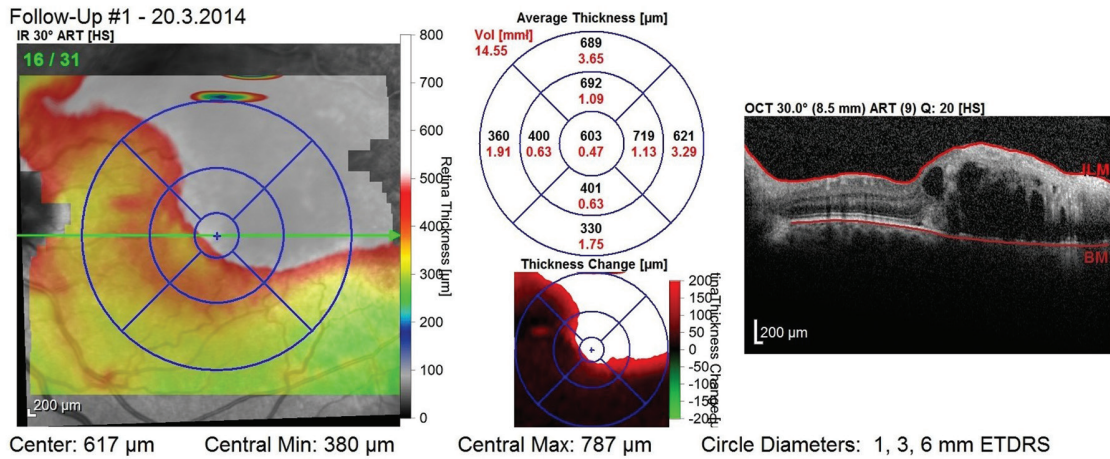 Follow-Up #1 - 20.3.2014
IR 30° ART [HS]
16 / 31
200 µm
800
700
600
500
400
300
200
100
0
Retina Thickness [µm]
Average Thickness [µm]
Vol [mmł]
14.55
689
3.65
692
1.09
360 400 603 719 621
1.91 0.63 0.47 1.13 3.29
401
0.63
330
1.75
Thickness Change [µm]
200
150
100
50
0
-50
-100
-150
-200
OCT 30.0° (8.5 mm) ART (9) Q: 20 [HS]
ILM
BM
200 µm
Center: 617 µm Central Min: 380 µm Central Max: 787 µm Circle Diameters: 1, 3, 6 mm ETDRS